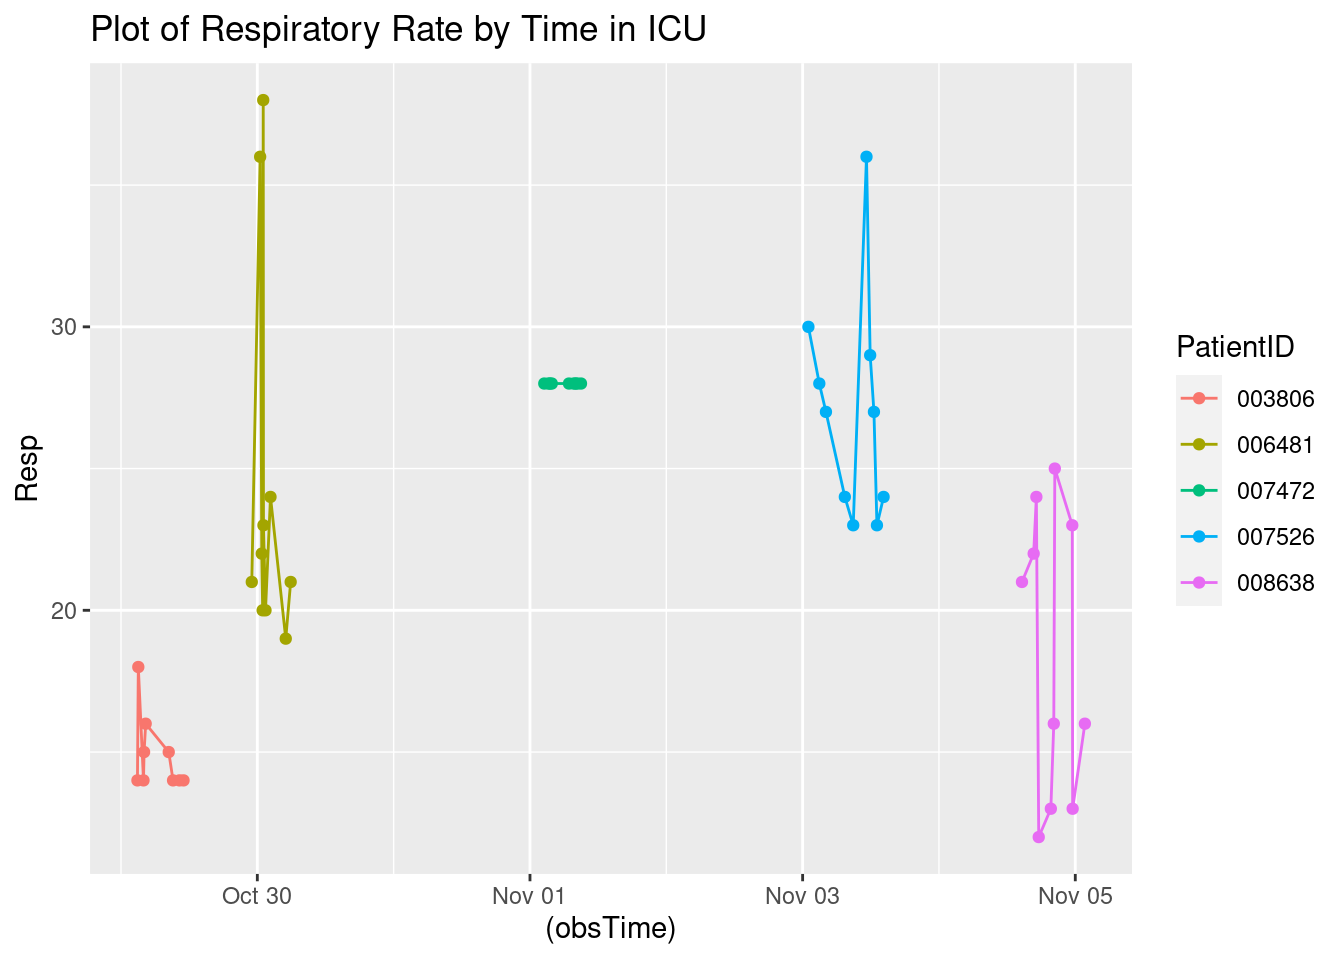 Plot of Respiratory Rate by Time in ICU
Resp
30
20
Oct 30
Nov 01
Nov 03
Nov 05
(obsTime)
PatientID
003806
006481
007472
007526
008638